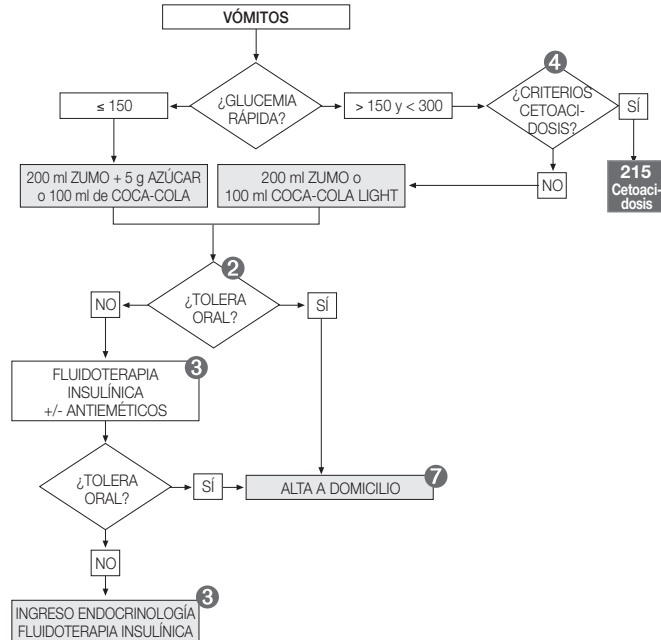 VÓMITOS
4
≤ 150
¿GLUCEMIA
RÁPIDA?
> 150 y < 300
¿CRITERIOS
CETOACI-
DOSIS?
SÍ
200 ml ZUMO + 5 g AZÚCAR
o 100 ml de COCA-COLA
200 ml ZUMO o
100 ml COCA-COLA LIGHT
NO
215
Cetoaci-
dosis
2
NO
¿TOLERA
ORAL?
SÍ
3
FLUIDOTERAPIA
INSULÍNICA
+/- ANTIEMÉTICOS
¿TOLERA
ORAL?
SÍ
7
ALTA A DOMICILIO
NO
3
INGRESO ENDOCRINOLOGÍA
FLUIDOTERAPIA INSULÍNICA